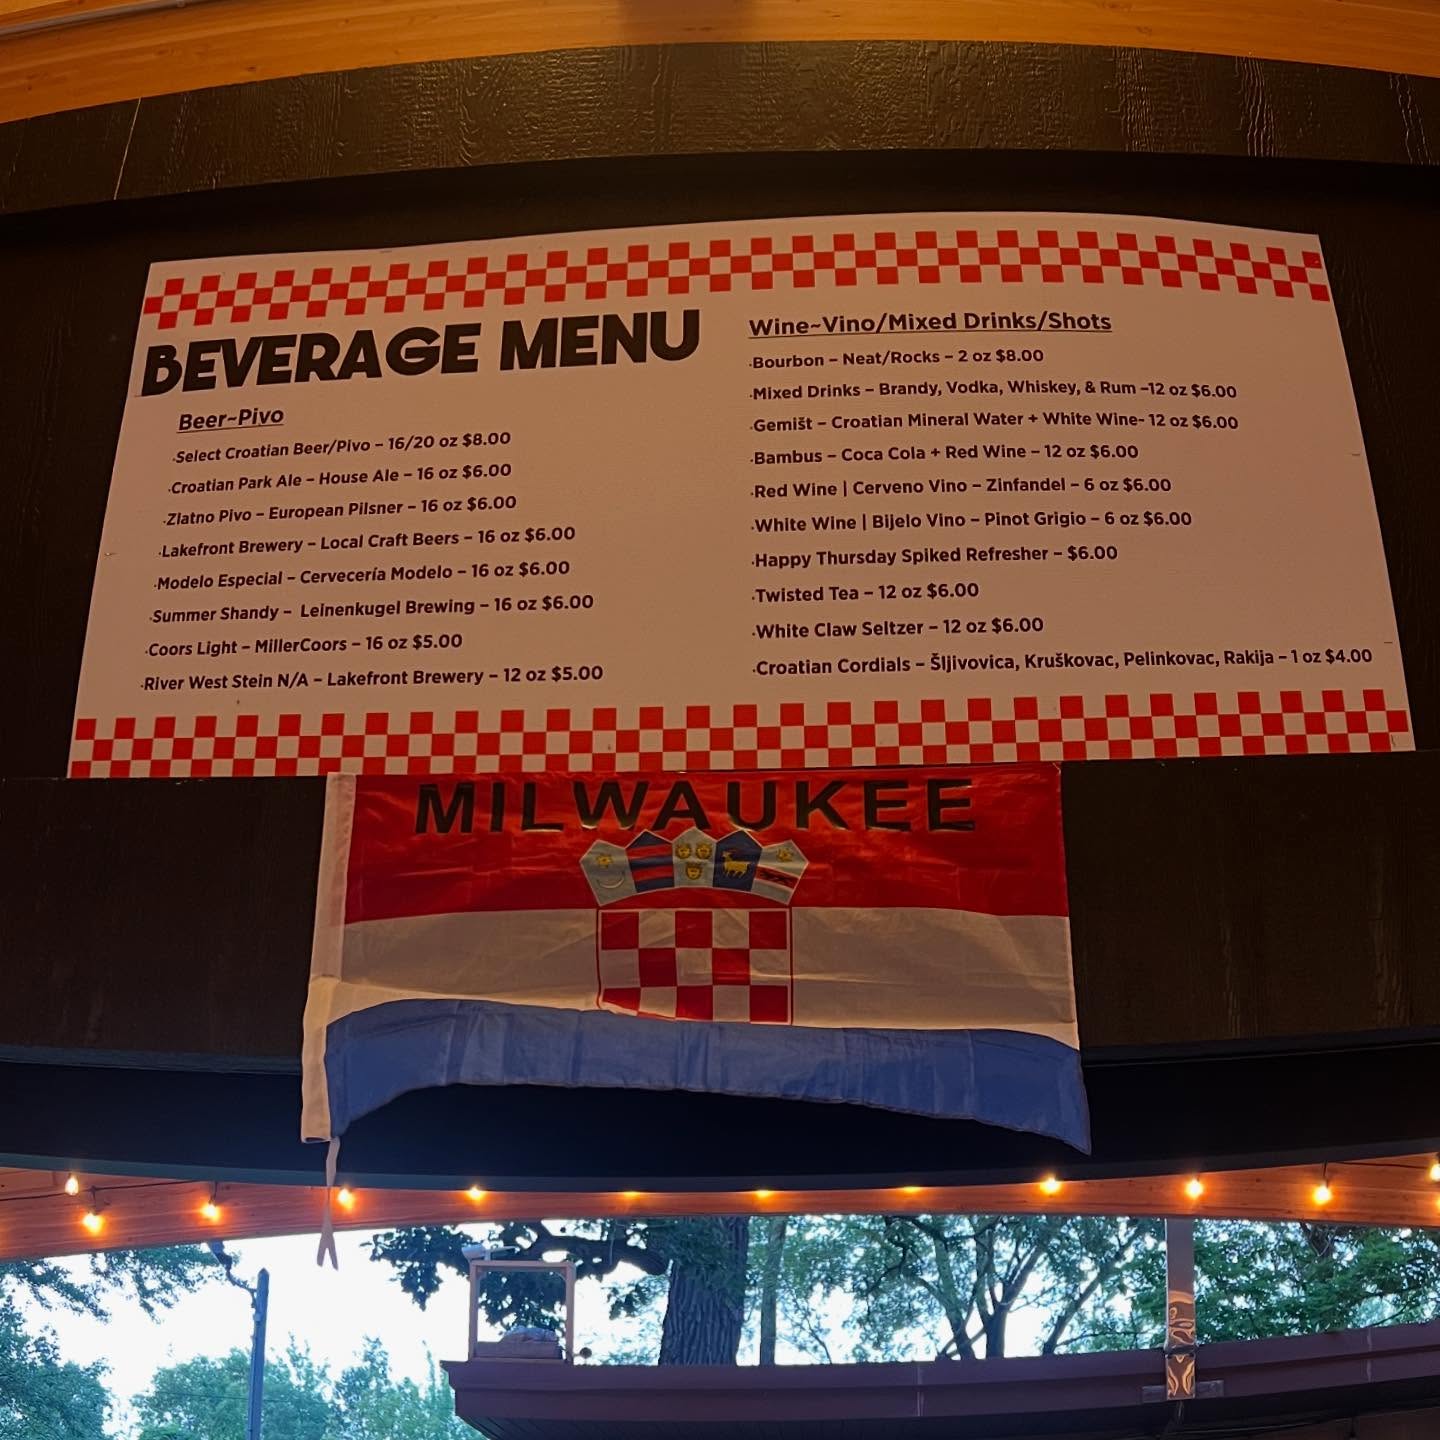 BEVERAGE MENU
Beer~Pivo
·Select Croatian Beer/Pivo – 16/20 oz $8.00
·Croatian Park Ale – House Ale – 16 oz $6.00
·Zlatno Pivo – European Pilsner – 16 oz $6.00
·Lakefront Brewery – Local Craft Beers – 16 oz $6.00
·Modelo Especial – Cervecería Modelo – 16 oz $6.00
·Summer Shandy – Leinenkugel Brewing – 16 oz $6.00
·Coors Light – MillerCoors – 16 oz $5.00
·River West Stein N/A – Lakefront Brewery – 12 oz $5.00
Wine~Vino/Mixed Drinks/Shots
·Bourbon – Neat/Rocks – 2 oz $8.00
·Mixed Drinks – Brandy, Vodka, Whiskey, & Rum –12 oz $6.00
·Gemišt – Croatian Mineral Water + White Wine- 12 oz $6.00
·Bambus – Coca Cola + Red Wine – 12 oz $6.00
·Red Wine | Cerveno Vino – Zinfandel – 6 oz $6.00
·White Wine | Bijelo Vino – Pinot Grigio – 6 oz $6.00
·Happy Thursday Spiked Refresher – $6.00
·Twisted Tea – 12 oz $6.00
·White Claw Seltzer – 12 oz $6.00
·Croatian Cordials – Šljivovica, Kruškovac, Pelinkovac, Rakija – 1 oz $4.00
MILWAUKEE